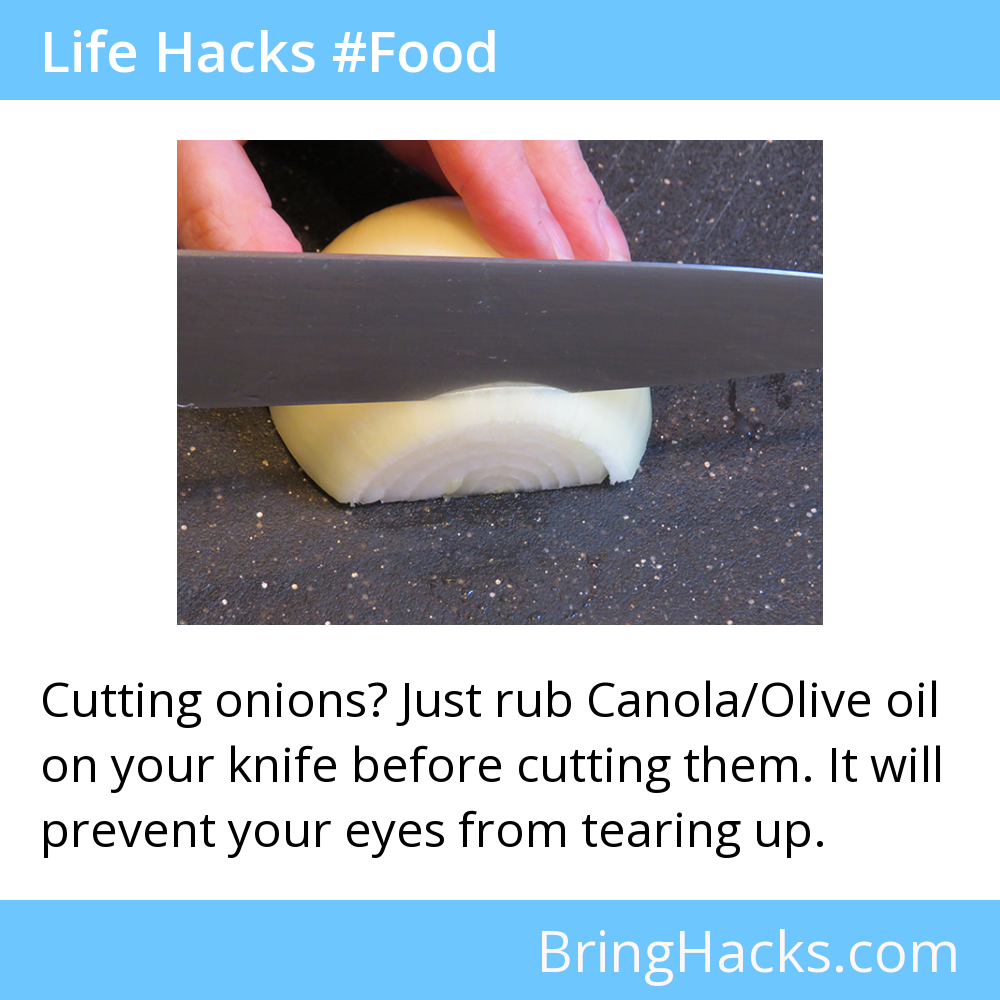 Life Hacks #Food
Cutting onions? Just rub Canola/Olive oil
on your knife before cutting them. It will
prevent your eyes from tearing up.
BringHacks.com